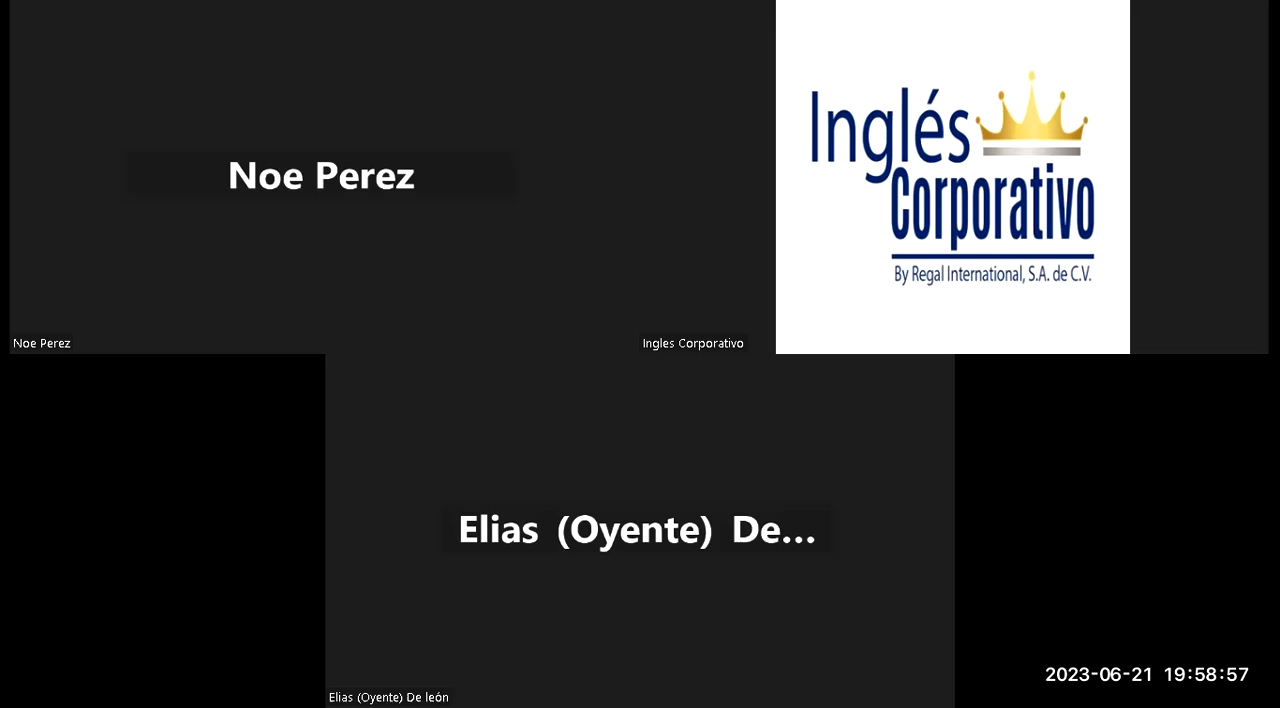 Noe Perez
Noe Perez
Inglés
Corporativo
By Regal International, S.A. de C.V.
Ingles Corporativo
Elias (Oyente) De...
Elias (Oyente) De león
2023-06-21 19:58:57